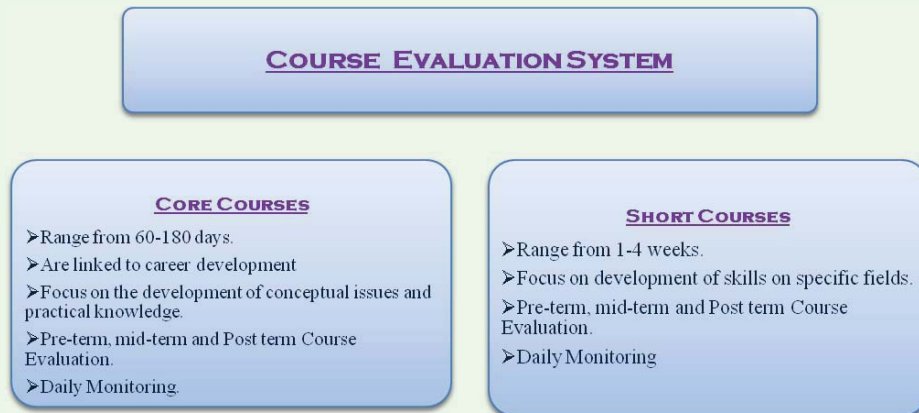 COURSE EVALUATION SYSTEM
CORE COURSES
➢Range from 60-180 days.
➢Are linked to career development
➢Focus on the development of conceptual issues and
practical knowledge.
➢Pre-term, mid-term and Post term Course
Evaluation.
➢Daily Monitoring.
SHORT COURSES
➢Range from 1-4 weeks.
➢Focus on development of skills on specific fields.
➢Pre-term, mid-term and Post term Course
Evaluation.
➢Daily Monitoring